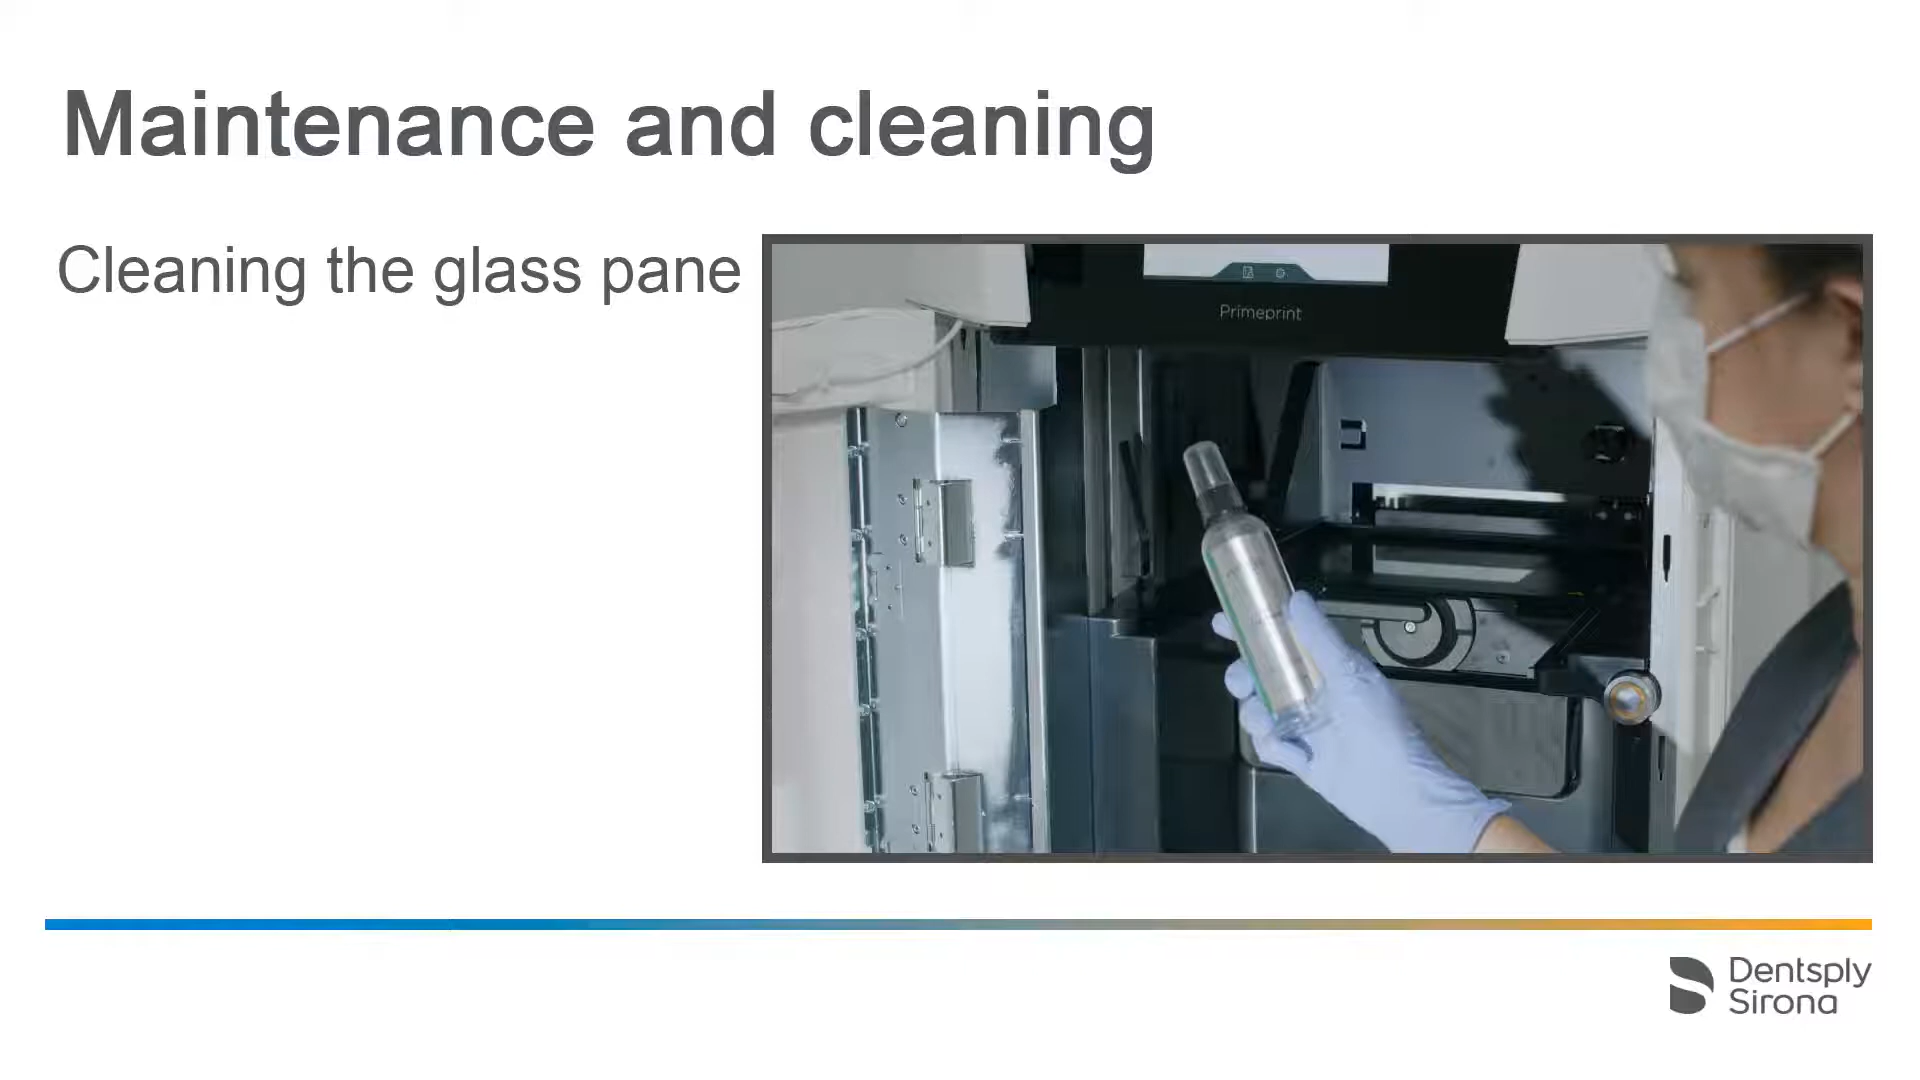 Maintenance and cleaning
Cleaning the glass pane
Primeprint
Dentsply
Sirona